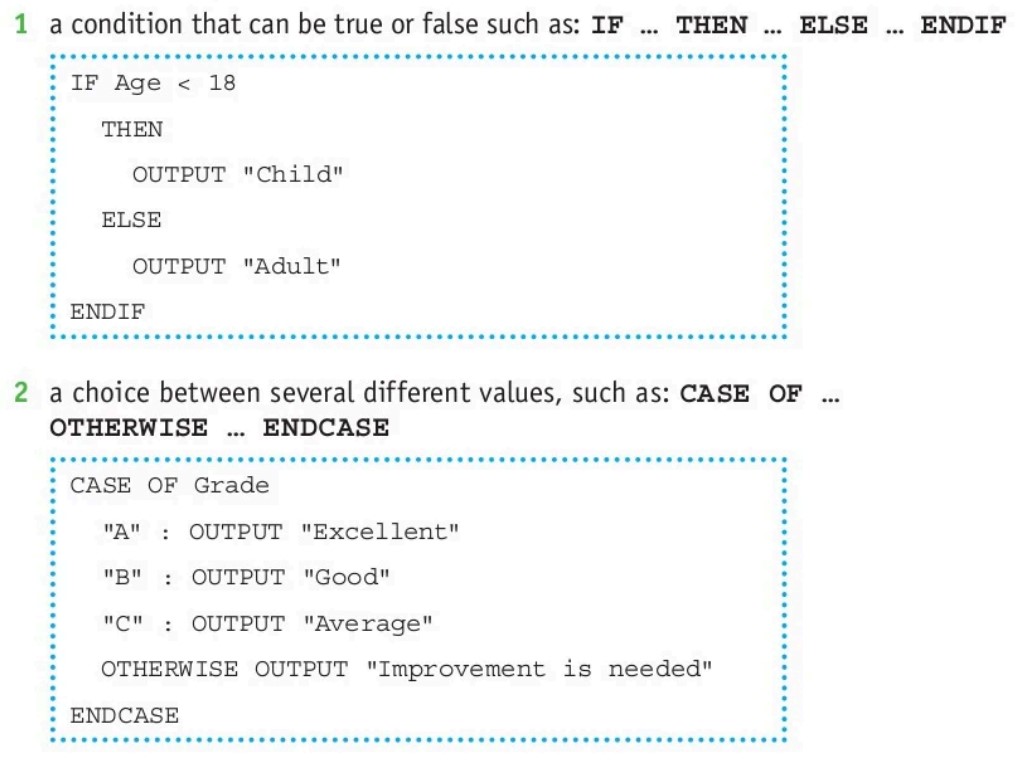 1 a condition that can be true or false such as: IF … THEN … ELSE … ENDIF
IF Age < 18
THEN
OUTPUT "Child"
ELSE
OUTPUT "Adult"
ENDIF
2 a choice between several different values, such as: CASE OF …
OTHERWISE … ENDCASE
CASE OF Grade
"A" : OUTPUT "Excellent"
"B" : OUTPUT "Good"
"C" : OUTPUT "Average"
OTHERWISE OUTPUT "Improvement is needed"
ENDCASE